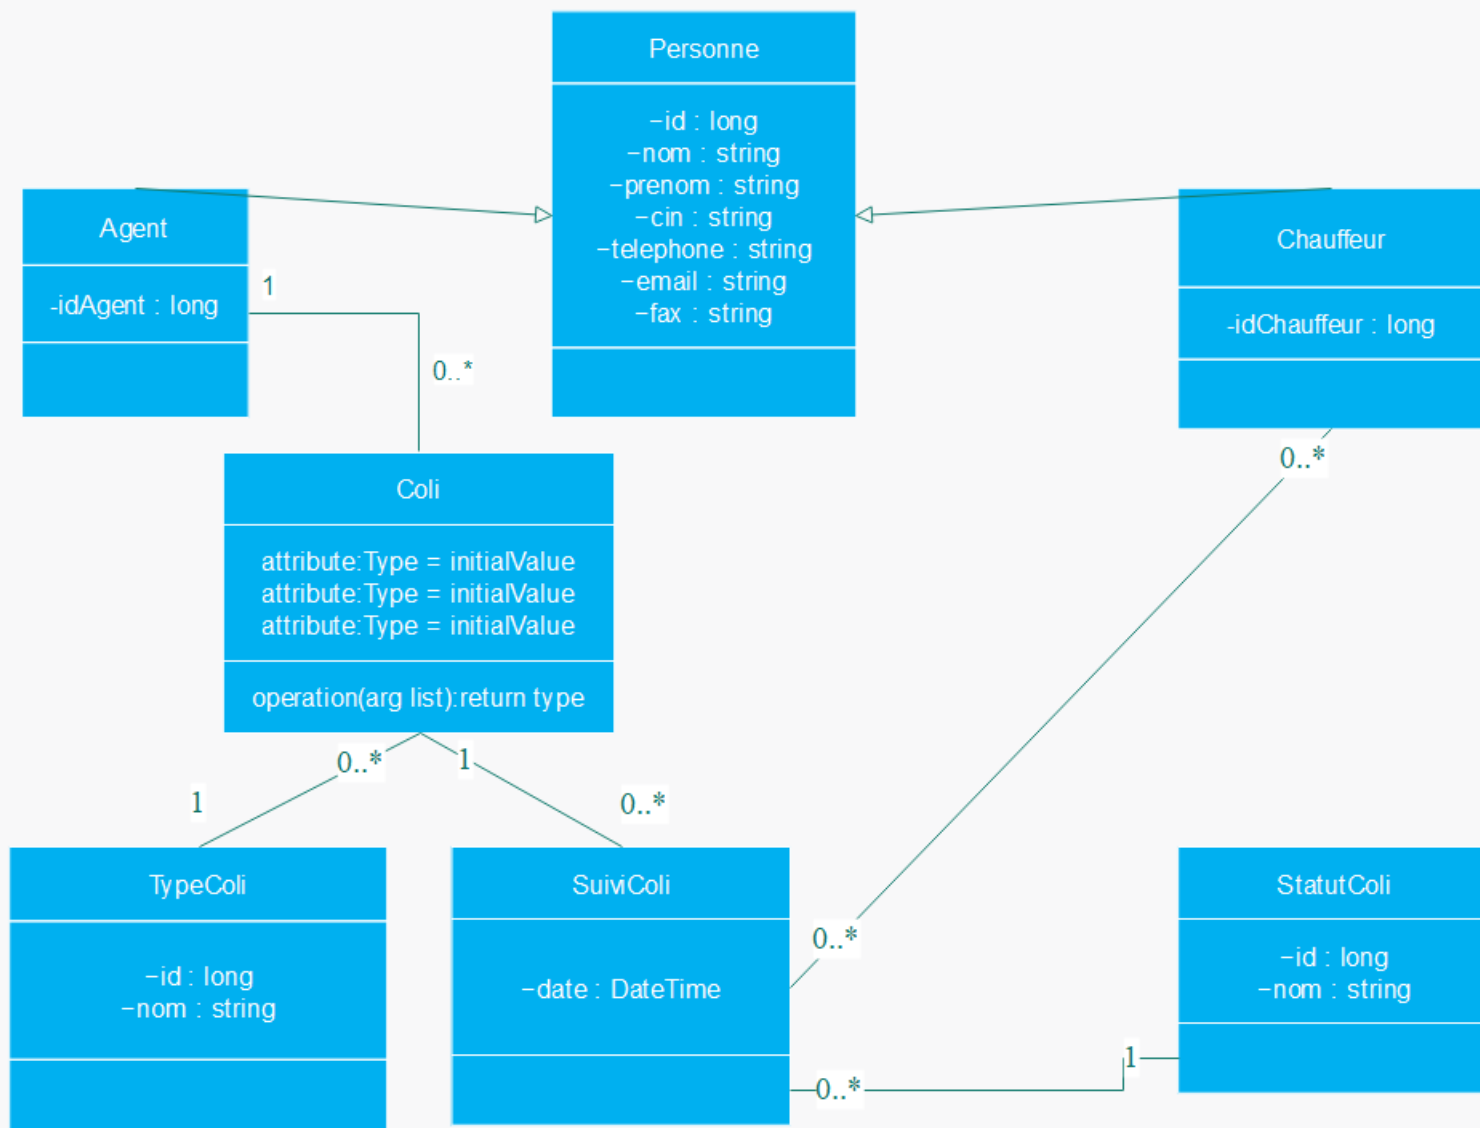 Personne
−id : long
−nom : string
−prenom : string
−cin : string
−telephone : string
−email : string
−fax : string
Agent
-idAgent : long
1
0..*
Chauffeur
-idChauffeur : long
0..*
Coli
attribute:Type = initialValue
attribute:Type = initialValue
attribute:Type = initialValue
operation(arg list):return type
0..*
1
1
0..*
TypeColi
−id : long
−nom : string
SuiviColi
−date : DateTime
0..*
0..*
1
StatutColi
−id : long
−nom : string